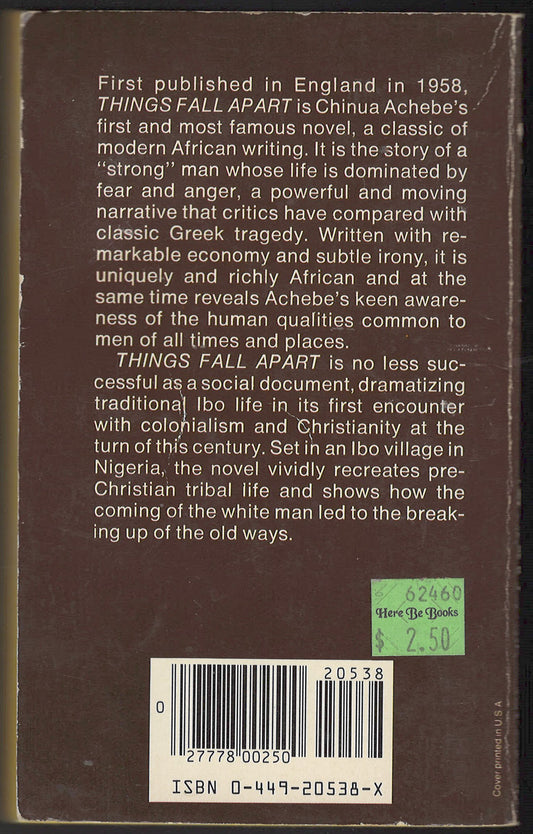 First published in England in 1958,
THINGS FALL APART is Chinua Achebe's
first and most famous novel, a classic of
modern African writing. It is the story of a
"strong" man whose life is dominated by
fear and anger, a powerful and moving
narrative that critics have compared with
classic Greek tragedy. Written with re-
markable economy and subtle irony, it is
uniquely and richly African and at the
same time reveals Achebe's keen aware-
ness of the human qualities common to
men of all times and places.
THINGS FALL APART is no less suc-
cessful as a social document, dramatizing
traditional Ibo life in its first encounter
with colonialism and Christianity at the
turn of this century. Set in an Ibo village in
Nigeria, the novel vividly recreates pre-
Christian tribal life and shows how the
coming of the white man led to the break-
ing up of the old ways.
62460
Here Be Books
$ 2.50
20538
0
27778 00250
ISBN 0-449-20538-X
Cover printed in U.S.A.